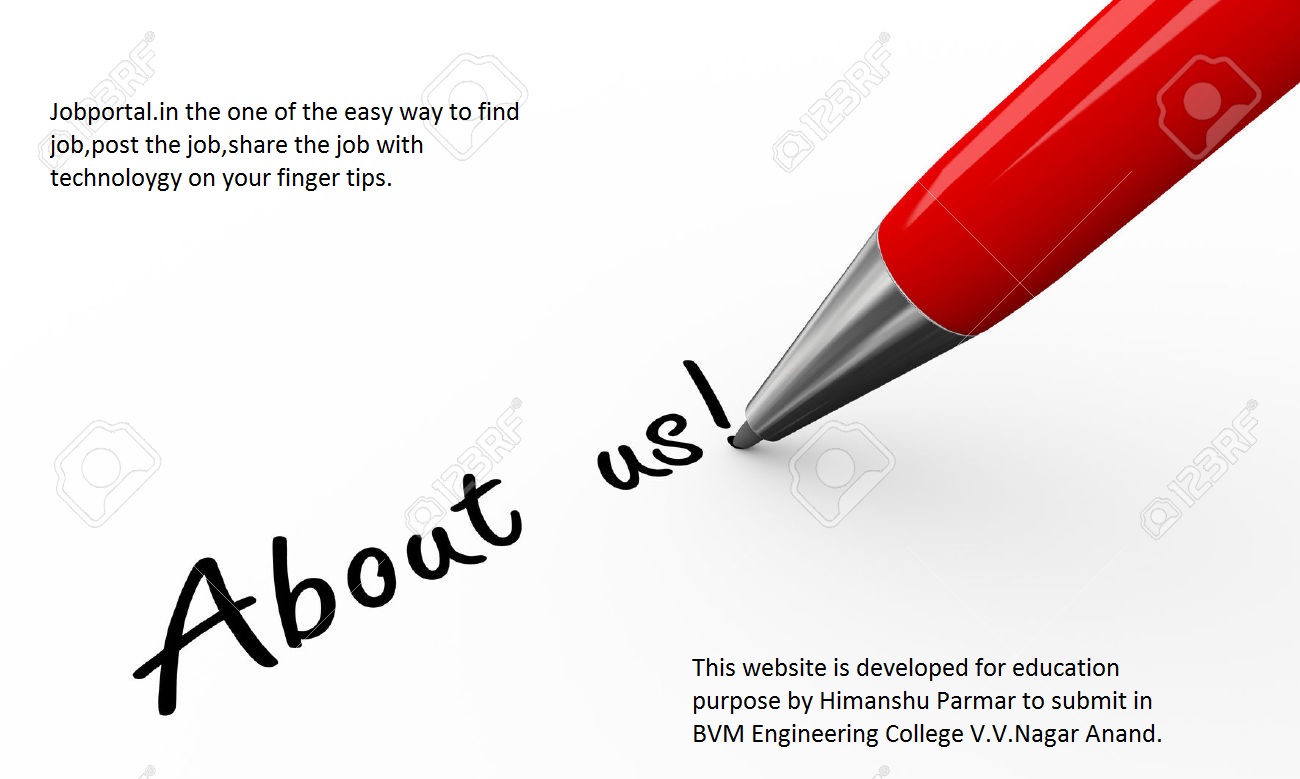 Jobportal.in the one of the easy way to find
job,post the job,share the job with
technoloygy on your finger tips.
About us!
This website is developed for education
purpose by Himanshu Parmar to submit in
BVM Engineering College V.V.Nagar Anand.
123RF
123RF
123RF
123RF